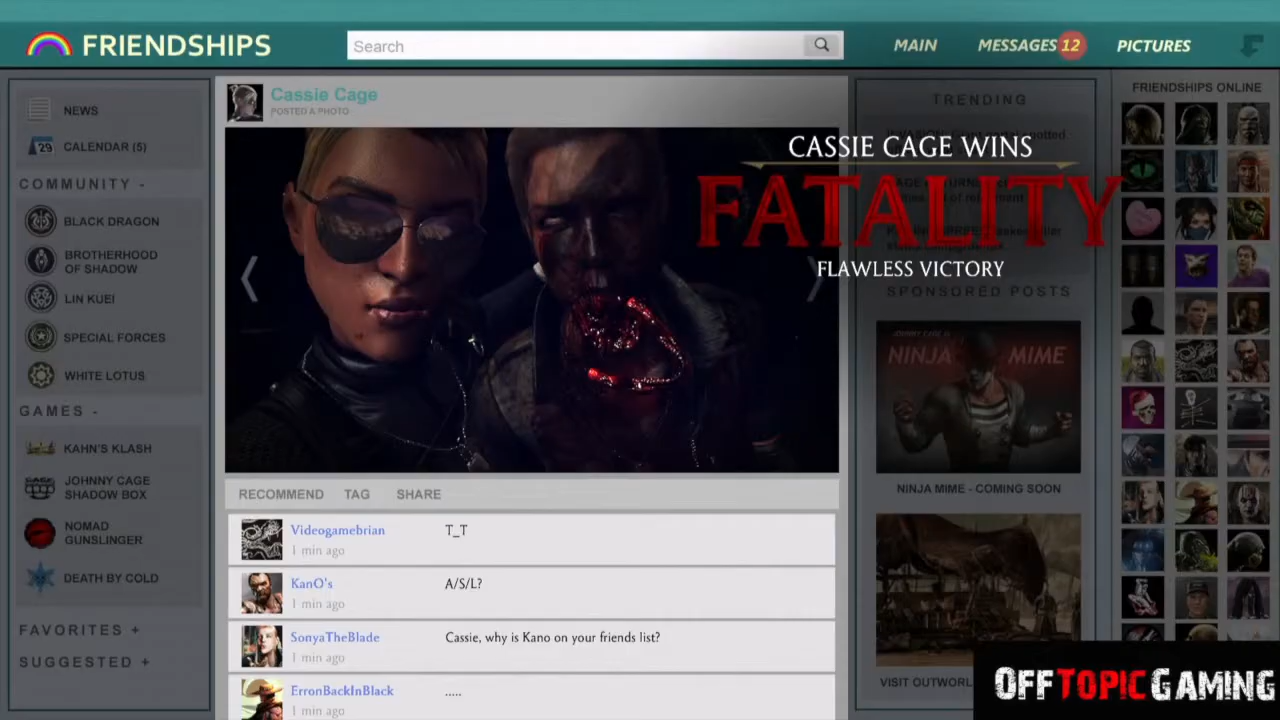 FRIENDSHIPS
Search
MAIN
MESSAGES 12
PICTURES
NEWS
29
CALENDAR (5)
COMMUNITY -
BLACK DRAGON
BROTHERHOOD
OF SHADOW
LIN KUEI
SPECIAL FORCES
WHITE LOTUS
GAMES -
KAHN'S KLASH
JOHNNY CAGE
SHADOW BOX
NOMAD
GUNSLINGER
DEATH BY COLD
FAVORITES +
SUGGESTED +
Cassie Cage
POSTED A PHOTO
CASSIE CAGE WINS
FATALITY
FLAWLESS VICTORY
RECOMMEND
TAG
SHARE
Videogamebrian
T_T
1 min ago
KanO's
A/S/L?
1 min ago
SonyaTheBlade
Cassie, why is Kano on your friends list?
1 min ago
ErronBackInBlack
.....
1 min ago
TRENDING
SPONSORED POSTS
JOHNNY CAGE
NINJA MIME
NINJA MIME - COMING SOON
VISIT
FRIENDSHIPS ONLINE
OFFTOPICGAMING